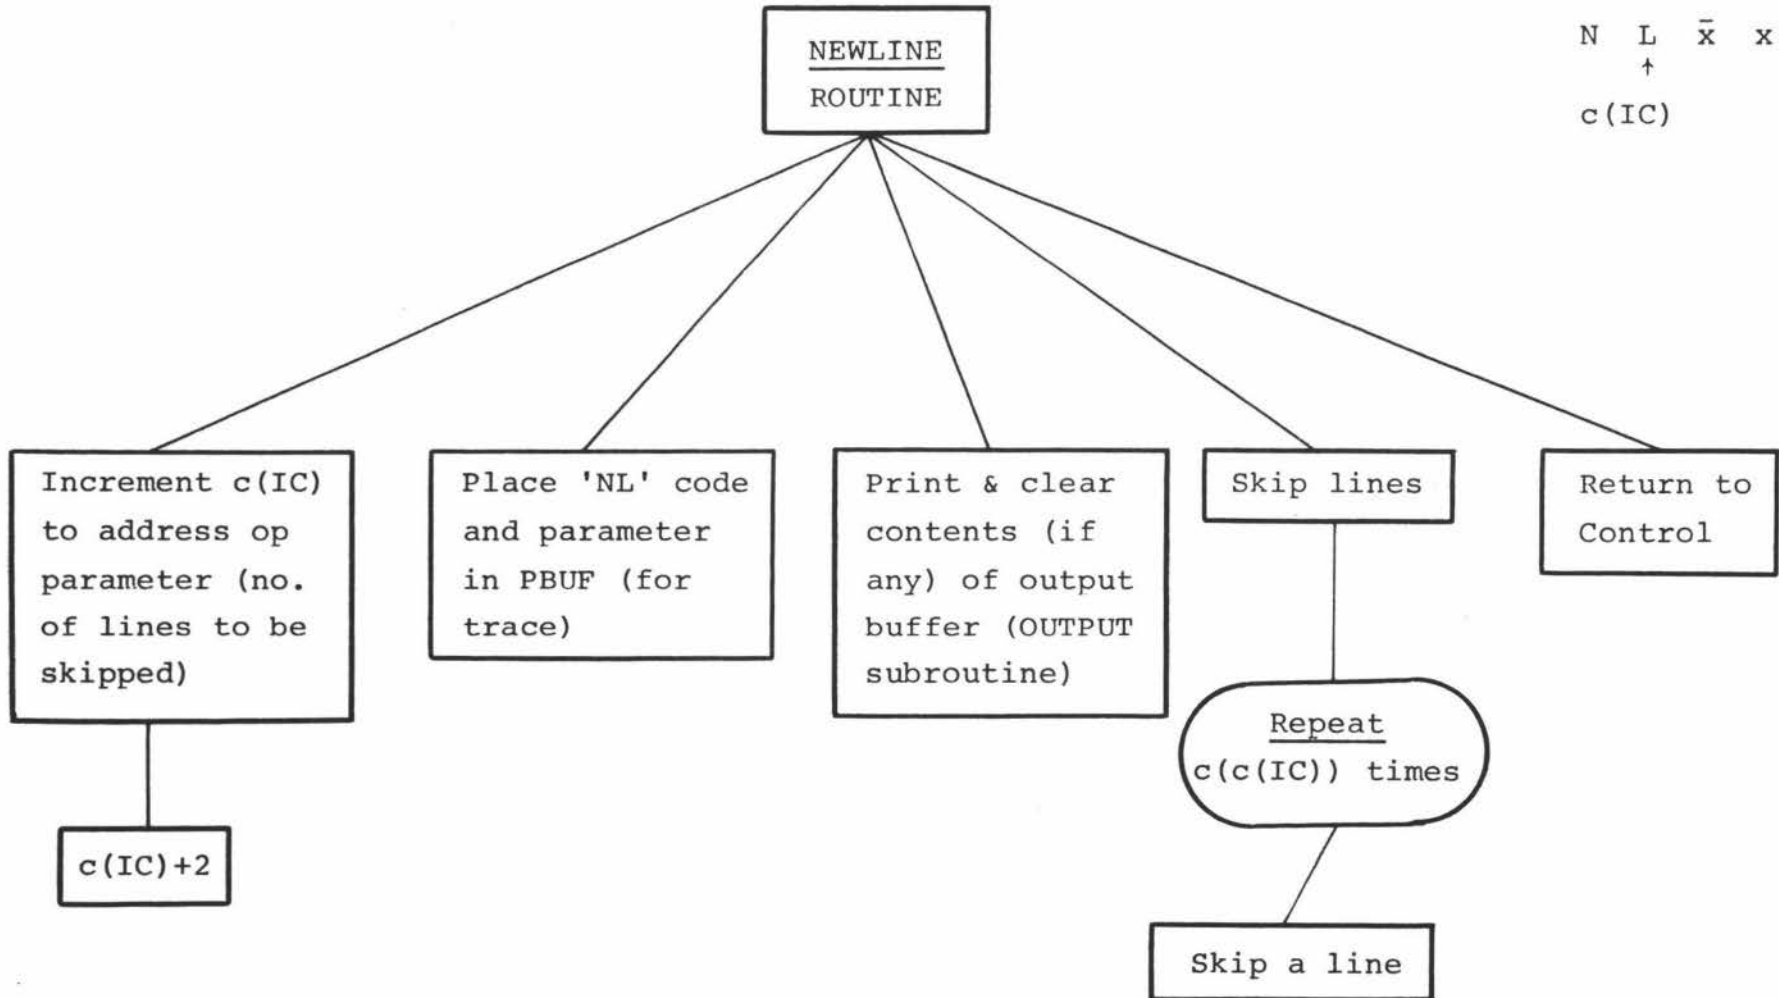 NEWLINE
ROUTINE
N L x̄ x
↑
c(IC)
Increment c(IC)
to address op
parameter (no.
of lines to be
skipped)
Place 'NL' code
and parameter
in PBUF (for
trace)
Print & clear
contents (if
any) of output
buffer (OUTPUT
subroutine)
Skip lines
Return to
Control
Repeat
c(c(IC)) times
c(IC)+2
Skip a line